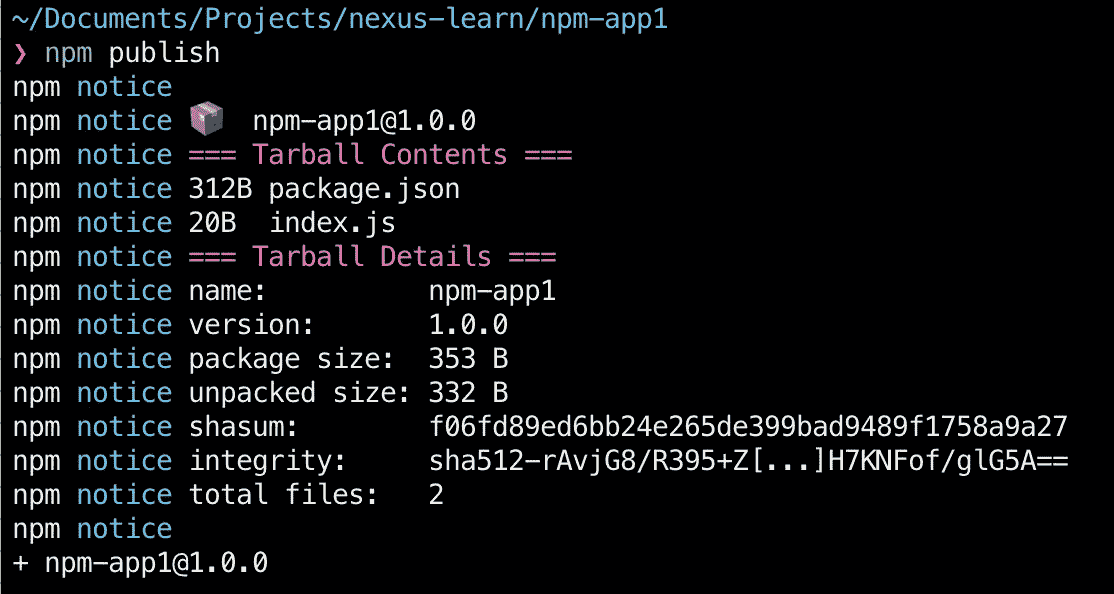 ~/Documents/Projects/nexus-learn/npm-app1
❯ npm publish
npm notice
npm notice 📦  npm-app1@1.0.0
npm notice === Tarball Contents ===
npm notice 312B package.json
npm notice 20B  index.js
npm notice === Tarball Details ===
npm notice name:          npm-app1
npm notice version:       1.0.0
npm notice package size:  353 B
npm notice unpacked size: 332 B
npm notice shasum:        f06fd89ed6bb24e265de399bad9489f1758a9a27
npm notice integrity:     sha512-rAvjG8/R395+Z[...]H7KNFof/glG5A==
npm notice total files:   2
npm notice
+ npm-app1@1.0.0